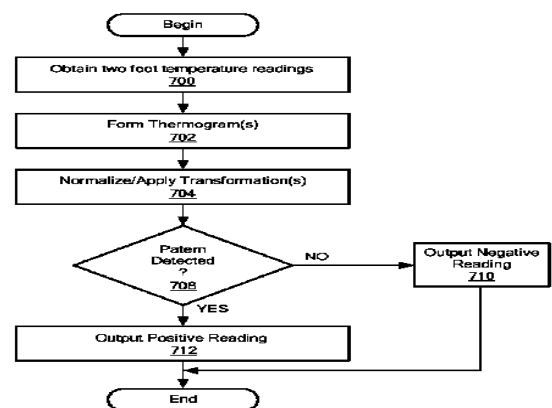 Begin
Obtain two foot temperature readings
700
Form Thermogram(s)
702
Normalize/Apply Transformation(s)
704
Patern
Detected
?
708
NO
Output Negative
Reading
710
YES
Output Positive Reading
712
End